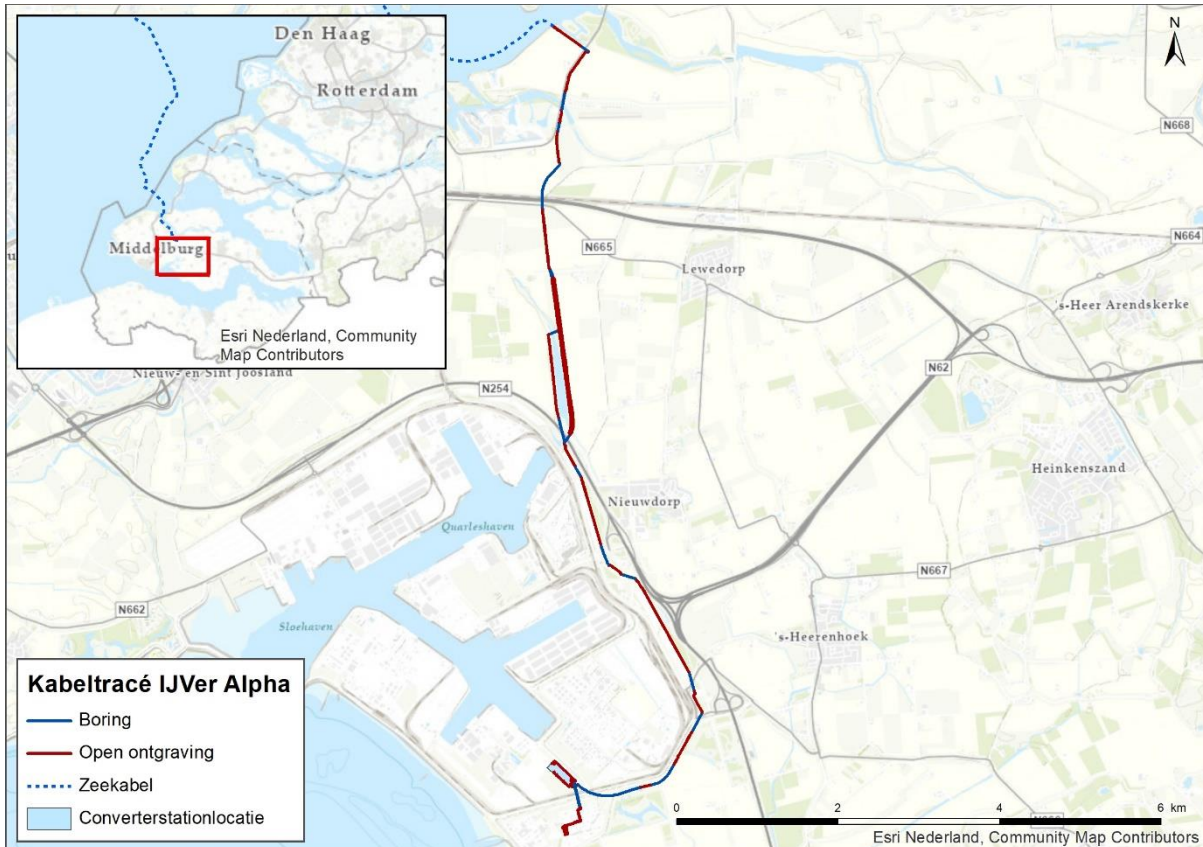 Den Haag
Rotterdam
Middelburg
Esri Nederland, Community
Map Contributors
N
N668
N665
N664
Lewedorp
's-Heer Arendskerke
Nieuw- en Sint Joosland
N254
N62
Heinkenszand
Nieuwdorp
Quarleshaven
N667
N662
Sloehaven
's-Heerenhoek
Kabeltracé IJVer Alpha
Boring
Open ontgraving
Zeekabel
Converterstationlocatie
0 2 4 6 km
Esri Nederland, Community Map Contributors